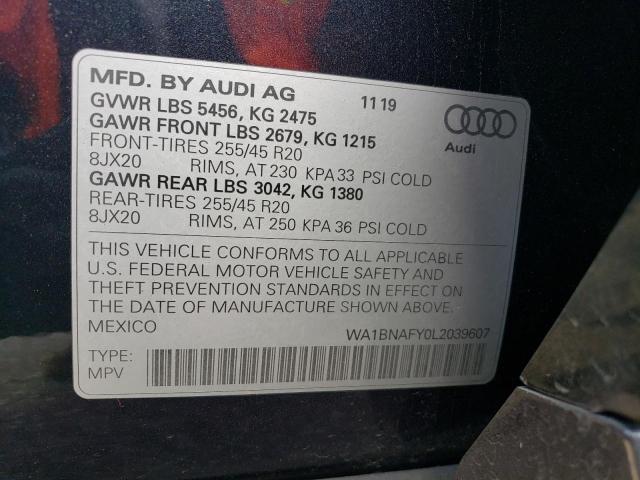 MFD. BY AUDI AG 11 19
GVWR LBS 5456, KG 2475
GAWR FRONT LBS 2679, KG 1215
FRONT-TIRES 255/45 R20
8JX20 RIMS, AT 230 KPA 33 PSI COLD
GAWR REAR LBS 3042, KG 1380
REAR-TIRES 255/45 R20
8JX20 RIMS, AT 250 KPA 36 PSI COLD
Audi
THIS VEHICLE CONFORMS TO ALL APPLICABLE
U.S. FEDERAL MOTOR VEHICLE SAFETY AND
THEFT PREVENTION STANDARDS IN EFFECT ON
THE DATE OF MANUFACTURE SHOWN ABOVE.
MEXICO
WA1BNAFY0L2039607
TYPE:
MPV